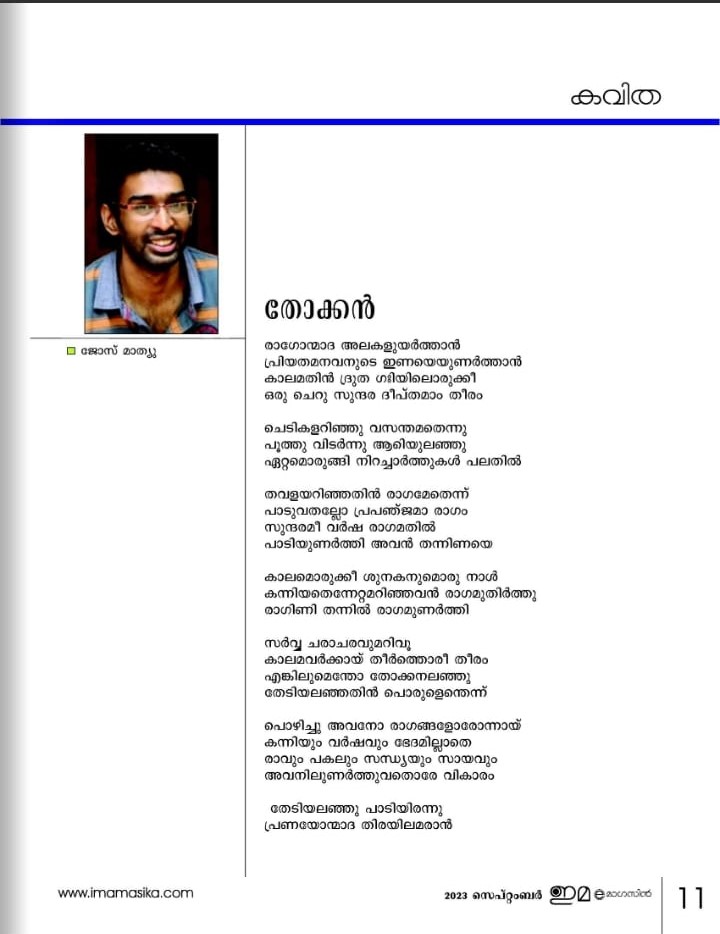 കവിത
ജോസ് മാത്യു
തോക്കൻ
രാഗോന്മാദ അലകളുയർത്താൻ
പ്രിയതമനവനുടെ ഇണയെയുണർത്താൻ
കാലമതിൻ ദ്രുത ഗതിയിലൊരുക്കീ
ഒരു ചെറു സുന്ദര ദീപ്തമാം തീരം
ചെടികളറിഞ്ഞു വസന്തമതെന്നു
പൂത്തു വിടർന്നു ആടിയുലഞ്ഞു
ഏറ്റമൊരുങ്ങി നിറച്ചാർത്തുകൾ പലതിൽ
തവളയറിഞ്ഞതിൻ രാഗമേതെന്ന്
പാടുവതല്ലോ പ്രപഞ്ജമാ രാഗം
സുന്ദരമീ വർഷ രാഗമതിൽ
പാടിയുണർത്തി അവൻ തന്നിണയെ
കാലമൊരുക്കീ ശുനകനുമൊരു നാൾ
കന്നിയതെന്നേറ്റമറിഞ്ഞവൻ രാഗമുതിർത്തു
രാഗിണി തന്നിൽ രാഗമുണർത്തി
സർവ്വ ചരാചരവുമറിവൂ
കാലമവർക്കായ് തീർത്തൊരീ തീരം
എങ്കിലുമെന്തോ തോക്കനലഞ്ഞു
തേടിയലഞ്ഞതിൻ പൊരുളെന്തെന്ന്
പൊഴിച്ചു അവനോ രാഗങ്ങളോരോന്നായ്
കന്നിയും വർഷവും ഭേദമില്ലാതെ
രാവും പകലും സന്ധ്യയും സായവും
അവനിലുണർത്തുവതൊരേ വികാരം
തേടിയലഞ്ഞു പാടിയിരന്നു
പ്രണയോന്മാദ തിരയിലമരാൻ
www.imamasika.com
2023 സെപ്റ്റംബർ ഇമ e മാഗസിൻ
11